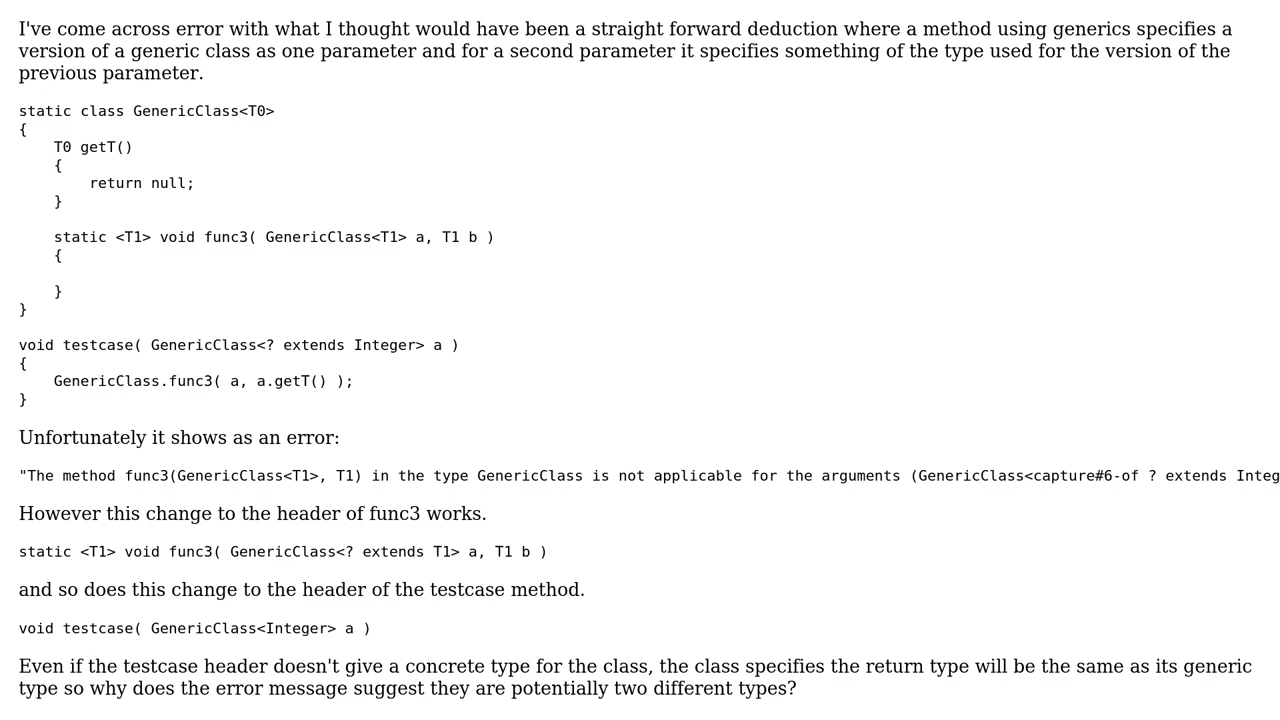 I've come across error with what I thought would have been a straight forward deduction where a method using generics specifies a
version of a generic class as one parameter and for a second parameter it specifies something of the type used for the version of the
previous parameter.
static class GenericClass<T0>
{
    T0 getT()
    {
        return null;
    }

    static <T1> void func3( GenericClass<T1> a, T1 b )
    {

    }
}

void testcase( GenericClass<? extends Integer> a )
{
    GenericClass.func3( a, a.getT() );
}
Unfortunately it shows as an error:
"The method func3(GenericClass<T1>, T1) in the type GenericClass is not applicable for the arguments (GenericClass<capture#6-of ? extends Integ
However this change to the header of func3 works.
static <T1> void func3( GenericClass<? extends T1> a, T1 b )
and so does this change to the header of the testcase method.
void testcase( GenericClass<Integer> a )
Even if the testcase header doesn't give a concrete type for the class, the class specifies the return type will be the same as its generic
type so why does the error message suggest they are potentially two different types?